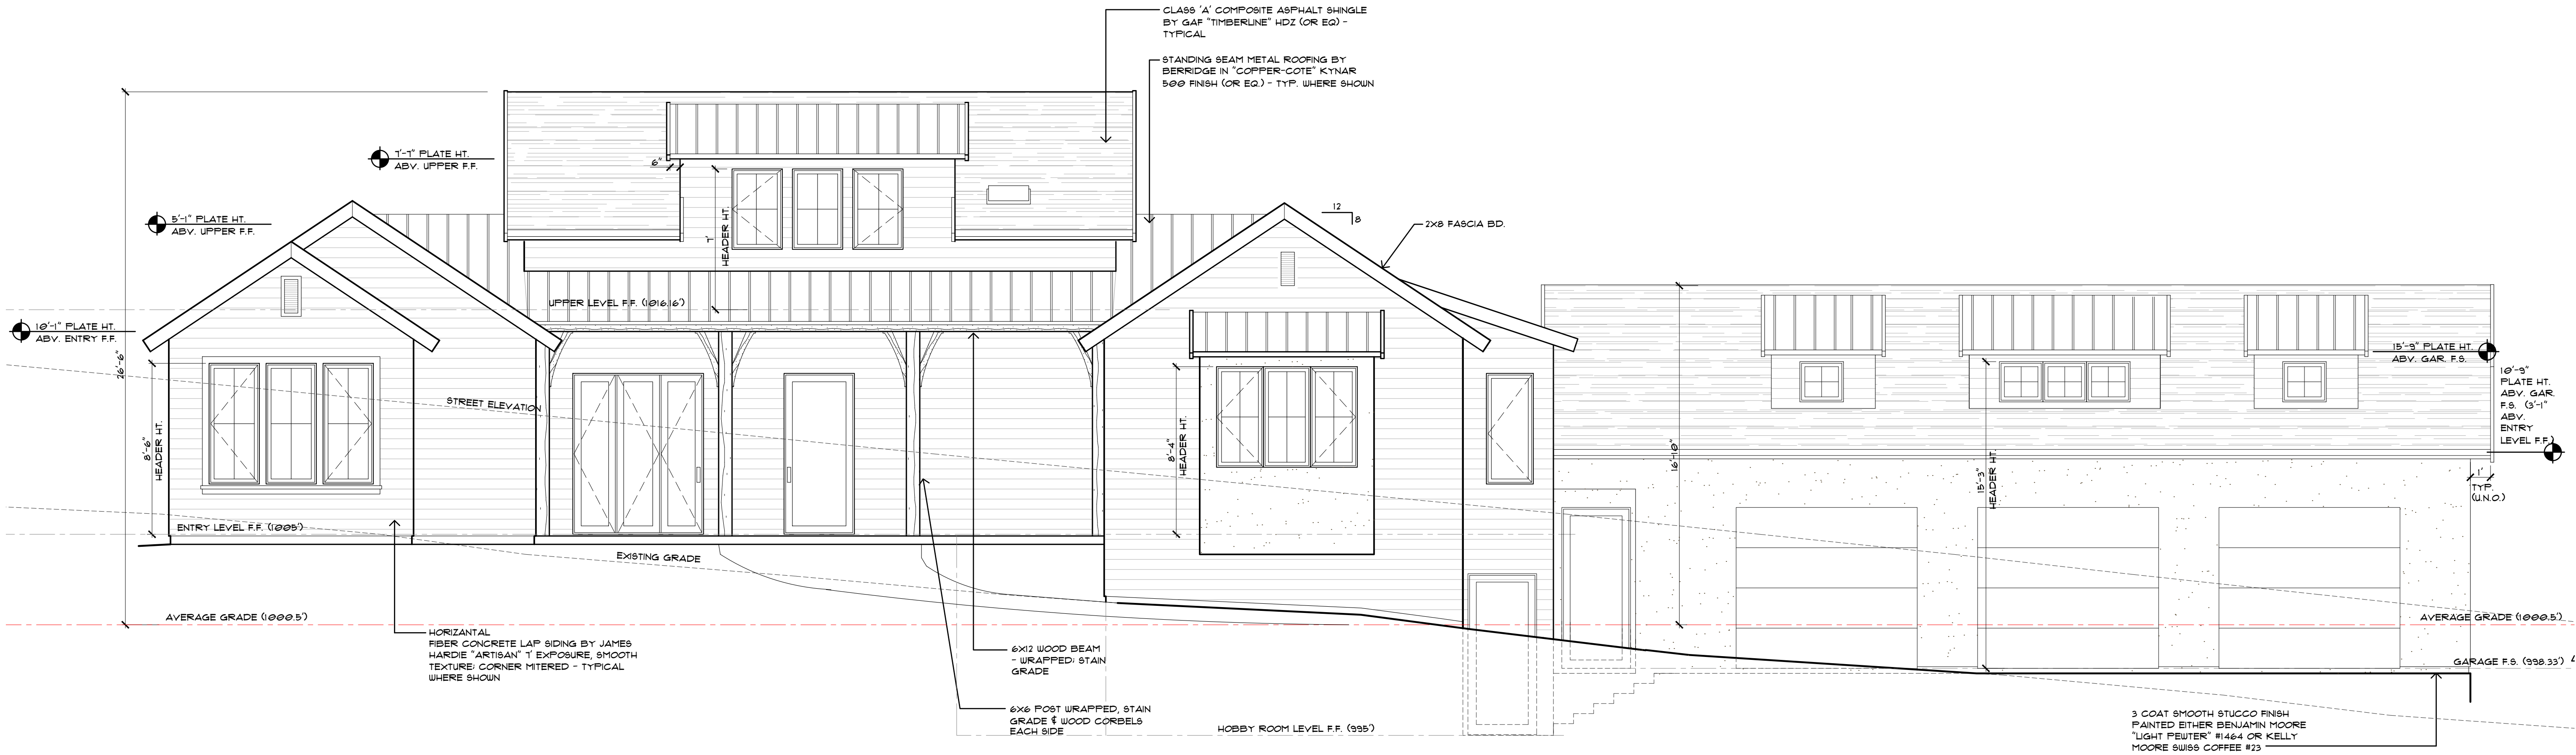 CLASS 'A' COMPOSITE ASPHALT SHINGLE
BY GAF "TIMBERLINE" HDZ (OR EQ) -
TYPICAL
STANDING SEAM METAL ROOFING BY
BERRIDGE IN "COPPER-COTE" KYNAR
500 FINISH (OR EQ.) - TYP. WHERE SHOWN
7'-7" PLATE HT.
ABV. UPPER F.F.
6"
5'-1" PLATE HT.
ABV. UPPER F.F.
7'
HEADER HT.
12
8
2X8 FASCIA BD.
UPPER LEVEL F.F. (1016.16')
10'-1" PLATE HT.
ABV. ENTRY F.F.
26'-6"
15'-9" PLATE HT.
ABV. GAR. F.S.
10'-9"
PLATE HT.
ABV. GAR.
F.S. (3'-1"
ABV.
ENTRY
LEVEL F.F.)
STREET ELEVATION
8'-6"
HEADER HT.
8'-4"
HEADER HT.
16'-10"
15'-3"
HEADER HT.
1'
TYP.
(U.N.O.)
ENTRY LEVEL F.F. (1005')
EXISTING GRADE
AVERAGE GRADE (1000.5')
AVERAGE GRADE (1000.5')
HORIZANTAL
FIBER CONCRETE LAP SIDING BY JAMES
HARDIE "ARTISAN" 7' EXPOSURE, SMOOTH
TEXTURE; CORNER MITERED - TYPICAL
WHERE SHOWN
6X12 WOOD BEAM
- WRAPPED; STAIN
GRADE
GARAGE F.S. (998.33')
6X6 POST WRAPPED, STAIN
GRADE & WOOD CORBELS
EACH SIDE
HOBBY ROOM LEVEL F.F. (995')
3 COAT SMOOTH STUCCO FINISH
PAINTED EITHER BENJAMIN MOORE
"LIGHT PEWTER" #1464 OR KELLY
MOORE SWISS COFFEE #23